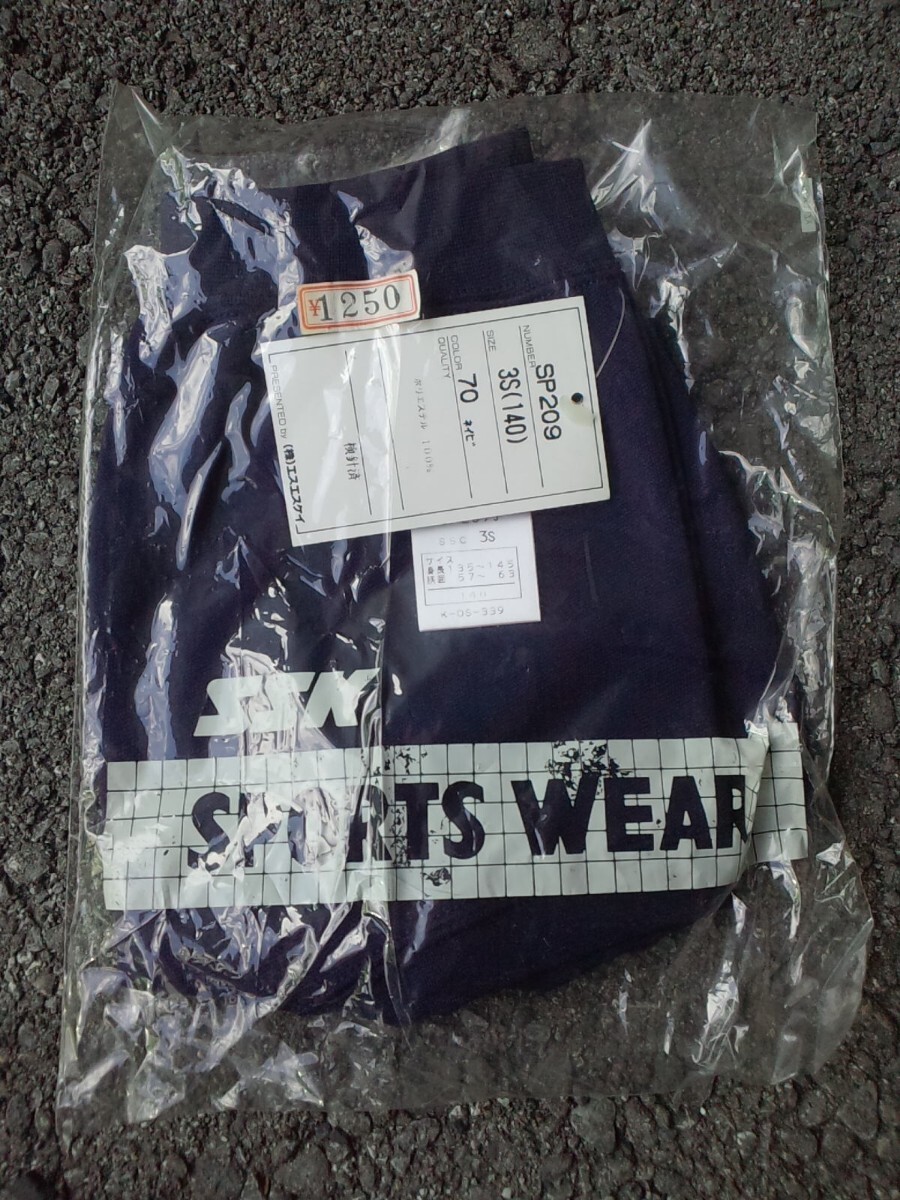 ¥1250
NUMBER SP209
SIZE 3S(140)
COLOR 70 ネイビ
QUALITY
ポリエステル 100%
検針済
PRESENTED by (株)エスエスケイ
SSC 3S
サイズ
身長 135~145
胴囲 57~ 63
140
K-05-339
SSK
SPORTS WEAR